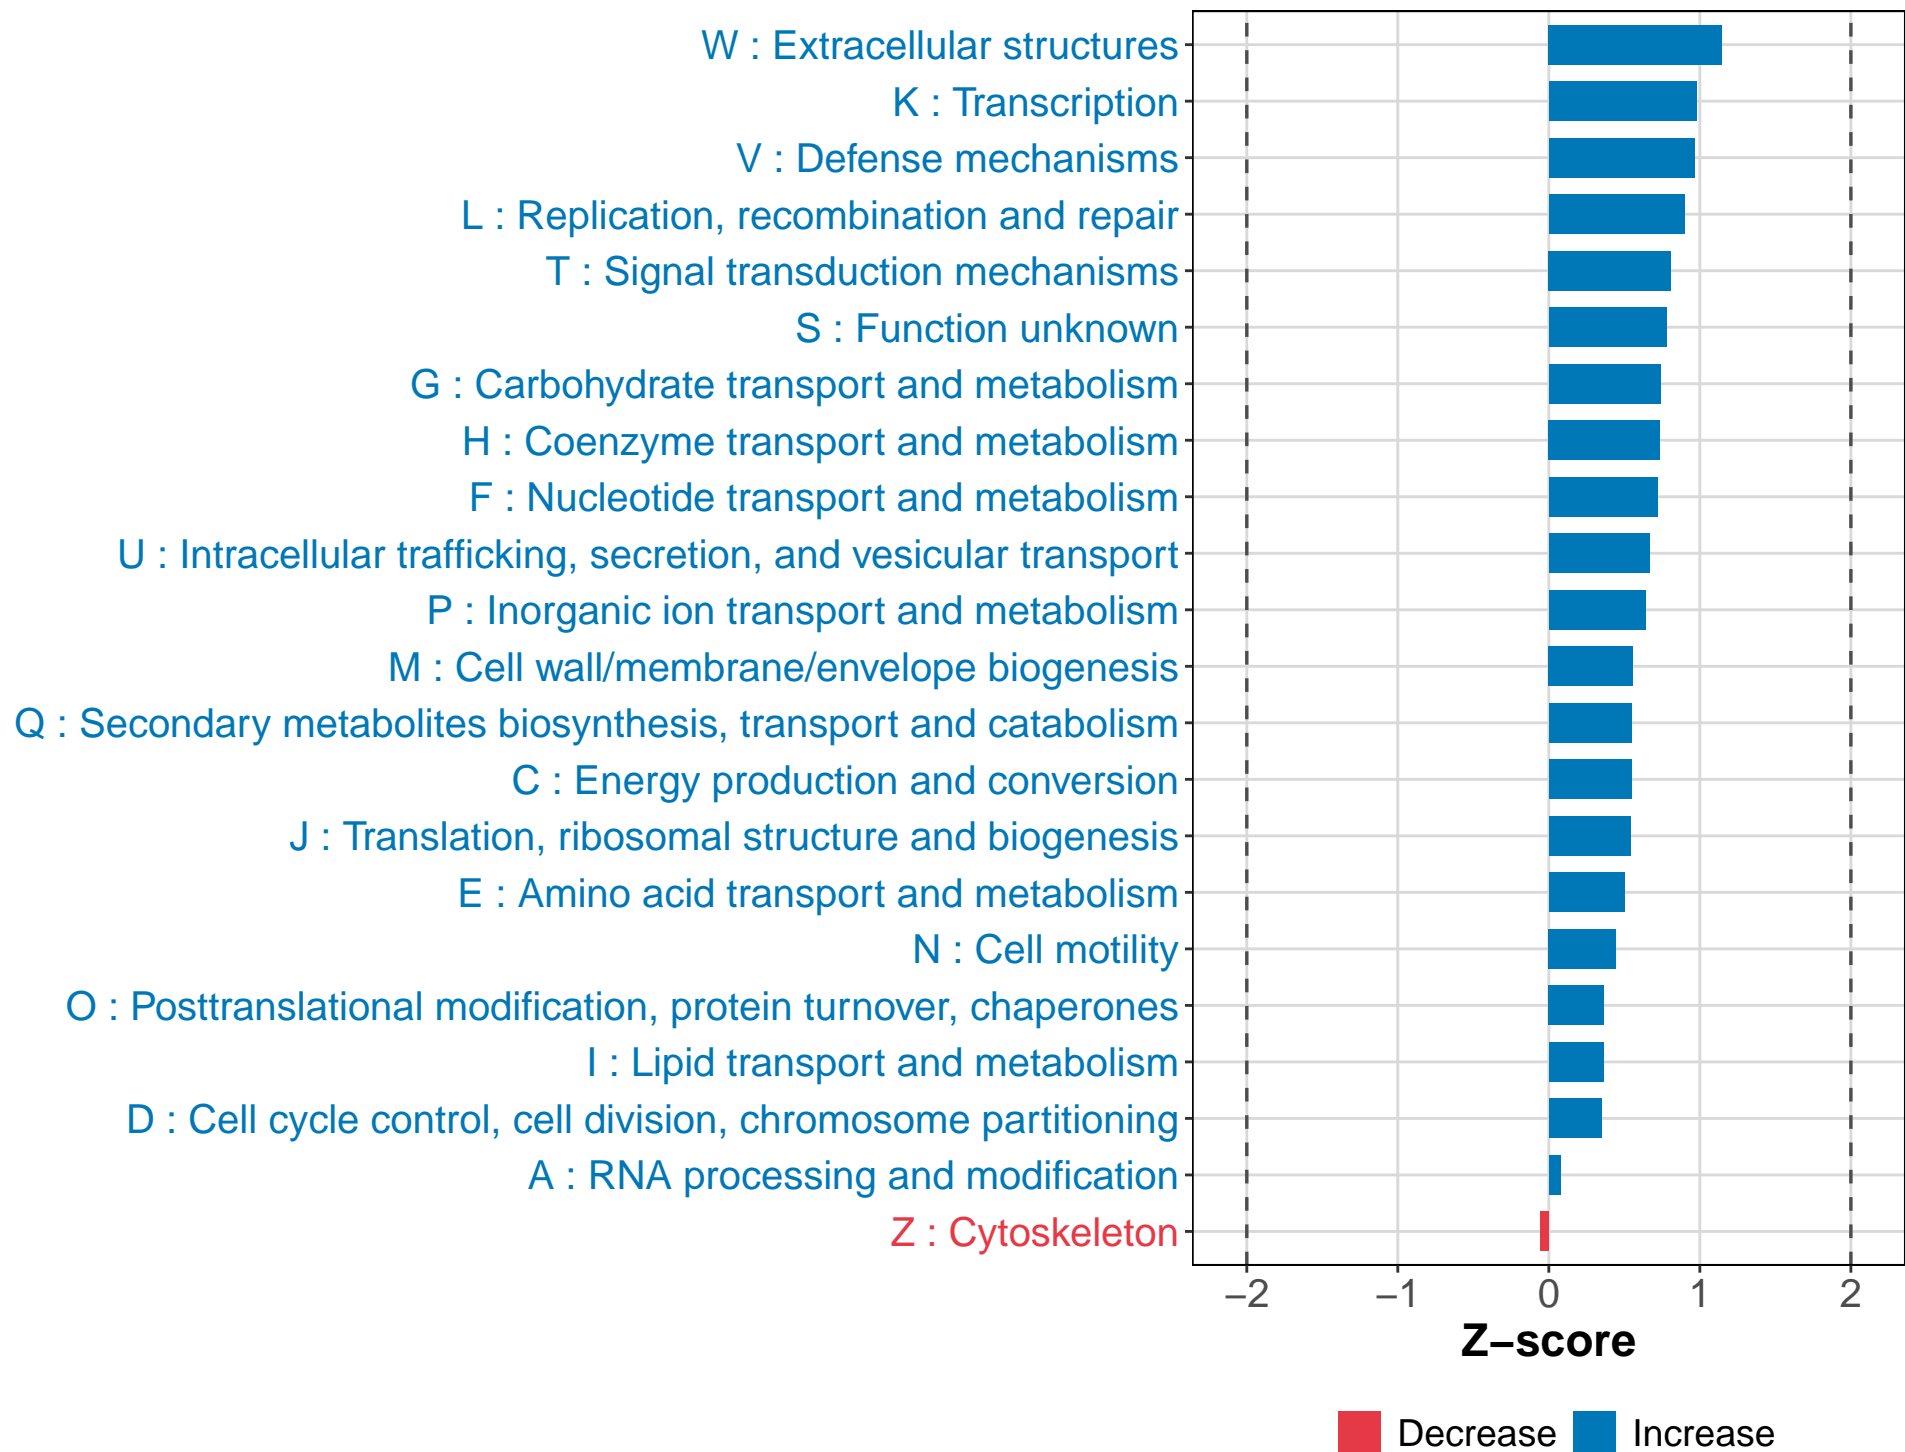 W : Extracellular structures
K : Transcription
V : Defense mechanisms
L : Replication, recombination and repair
T : Signal transduction mechanisms
S : Function unknown
G : Carbohydrate transport and metabolism
H : Coenzyme transport and metabolism
F : Nucleotide transport and metabolism
U : Intracellular trafficking, secretion, and vesicular transport
P : Inorganic ion transport and metabolism
M : Cell wall/membrane/envelope biogenesis
Q : Secondary metabolites biosynthesis, transport and catabolism
C : Energy production and conversion
J : Translation, ribosomal structure and biogenesis
E : Amino acid transport and metabolism
N : Cell motility
O : Posttranslational modification, protein turnover, chaperones
I : Lipid transport and metabolism
D : Cell cycle control, cell division, chromosome partitioning
A : RNA processing and modification
Z : Cytoskeleton
−2 −1 0 1 2
Z−score
Decrease Increase